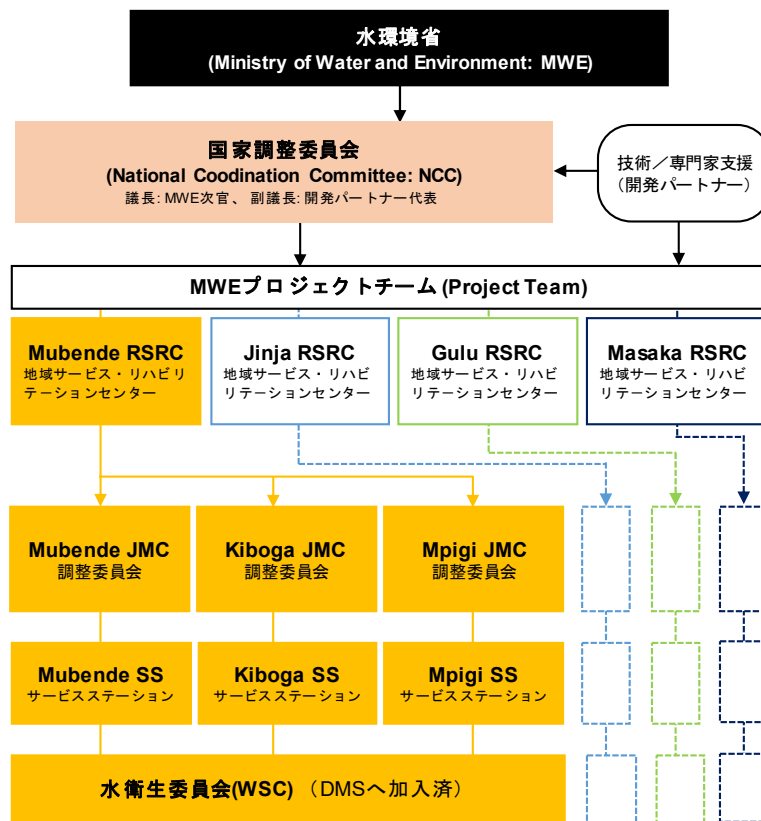 水環境省
(Ministry of Water and Environment: MWE)
国家調整委員会
(National Coodination Committee: NCC)
議長: MWE次官、副議長: 開発パートナー代表
技術／専門家支援
（開発パートナー）
MWEプロジェクトチーム (Project Team)
Mubende RSRC
地域サービス・リハビリ
テーションセンター
Jinja RSRC
地域サービス・リハビ
リテーションセンター
Gulu RSRC
地域サービス・リハビ
リテーションセンター
Masaka RSRC
地域サービス・リハビ
リテーションセンター
Mubende JMC
調整委員会
Kiboga JMC
調整委員会
Mpigi JMC
調整委員会
Mubende SS
サービスステーション
Kiboga SS
サービスステーション
Mpigi SS
サービスステーション
水衛生委員会(WSC) （DMSへ加入済）